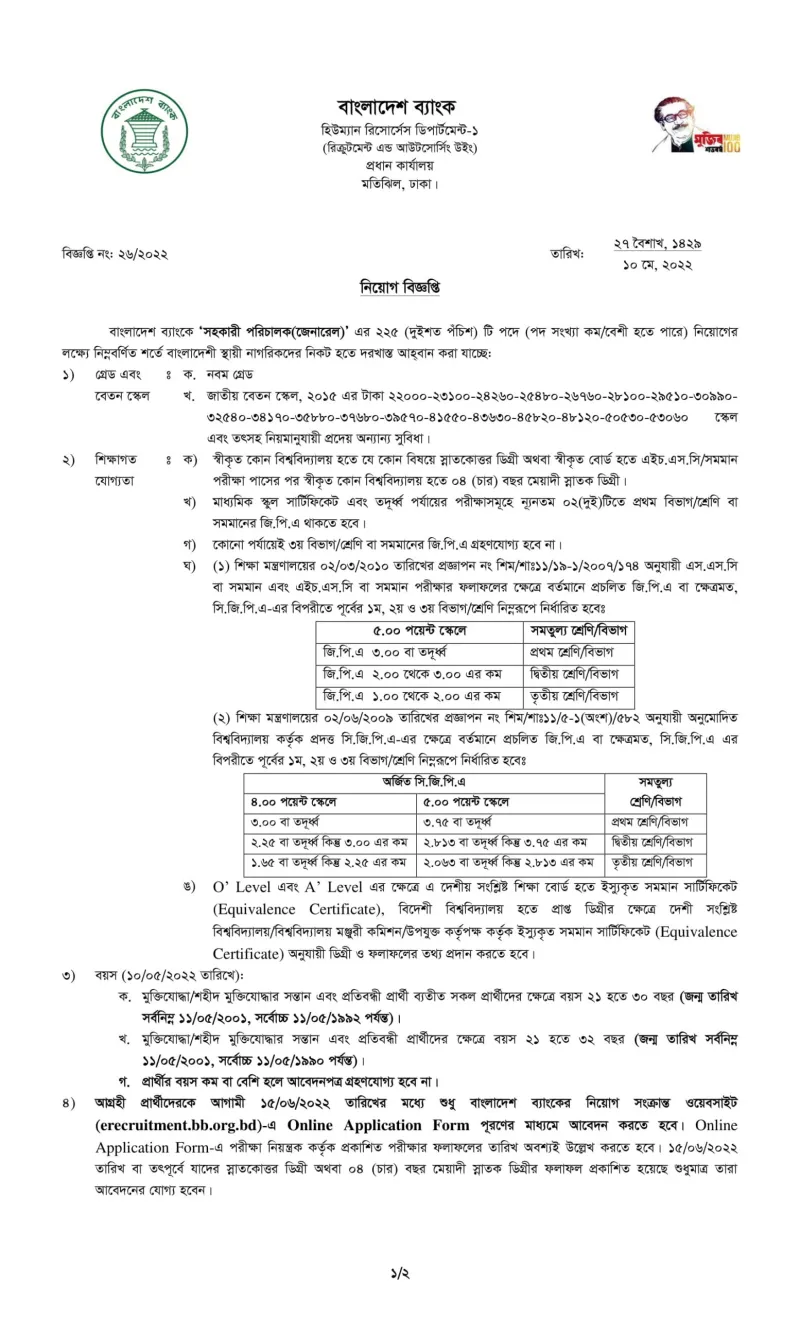 বাংলাদেশ ব্যাংক
বাংলাদেশ ব্যাংক
হিউম্যান রিসোর্সেস ডিপার্টমেন্ট-১
(রিক্রুটমেন্ট এন্ড আউটসোর্সিং উইং)
প্রধান কার্যালয়
মতিঝিল, ঢাকা।
মুজিব শতবর্ষ 100
বিজ্ঞপ্তি নং: ২৬/২০২২
তারিখ:
২৭ বৈশাখ, ১৪২৯
১০ মে, ২০২২
নিয়োগ বিজ্ঞপ্তি
বাংলাদেশ ব্যাংকে ‘সহকারী পরিচালক(জেনারেল)’ এর ২২৫ (দুইশত পঁচিশ) টি পদে (পদ সংখ্যা কম/বেশী হতে পারে) নিয়োগের
লক্ষ্যে নিম্নবর্ণিত শর্তে বাংলাদেশী স্থায়ী নাগরিকদের নিকট হতে দরখাস্ত আহ্বান করা যাচ্ছে:
১) গ্রেড এবং ঃ ক. নবম গ্রেড
বেতন স্কেল খ. জাতীয় বেতন স্কেল, ২০১৫ এর টাকা ২২০০০-২৩১০০-২৪২৬০-২৫৪৮০-২৬৭৬০-২৮১০০-২৯৫১০-৩০৯৯০-
৩২৫৪০-৩৪১৭০-৩৫৮৮০-৩৭৬৮০-৩৯৫৭০-৪১৫৫০-৪৩৬৩০-৪৫৮২০-৪৮১২০-৫০৫৩০-৫৩০৬০ স্কেল
এবং তৎসহ নিয়মানুযায়ী প্রদেয় অন্যান্য সুবিধা।
২) শিক্ষাগত ঃ ক) স্বীকৃত কোন বিশ্ববিদ্যালয় হতে যে কোন বিষয়ে স্নাতকোত্তর ডিগ্রী অথবা স্বীকৃত বোর্ড হতে এইচ.এস.সি/সমমান
যোগ্যতা পরীক্ষা পাসের পর স্বীকৃত কোন বিশ্ববিদ্যালয় হতে ০৪ (চার) বছর মেয়াদী স্নাতক ডিগ্রী।
খ) মাধ্যমিক স্কুল সার্টিফিকেট এবং তদূর্ধ্ব পর্যায়ের পরীক্ষাসমূহে ন্যূনতম ০২(দুই)টিতে প্রথম বিভাগ/শ্রেণি বা
সমমানের জি.পি.এ থাকতে হবে।
গ) কোনো পর্যায়েই ৩য় বিভাগ/শ্রেণি বা সমমানের জি.পি.এ গ্রহণযোগ্য হবে না।
ঘ) (১) শিক্ষা মন্ত্রণালয়ের ০২/০৩/২০১০ তারিখের প্রজ্ঞাপন নং শিম/শাঃ১১/১৯-১/২০০৭/১৭৪ অনুযায়ী এস.এস.সি
বা সমমান এবং এইচ.এস.সি বা সমমান পরীক্ষার ফলাফলের ক্ষেত্রে বর্তমানে প্রচলিত জি.পি.এ বা ক্ষেত্রমত,
সি.জি.পি.এ-এর বিপরীতে পূর্বের ১ম, ২য় ও ৩য় বিভাগ/শ্রেণি নিম্নরূপে নির্ধারিত হবেঃ
৫.০০ পয়েন্ট স্কেলে সমতুল্য শ্রেণি/বিভাগ
জি.পি.এ ৩.০০ বা তদূর্ধ্ব প্রথম শ্রেণি/বিভাগ
জি.পি.এ ২.০০ থেকে ৩.০০ এর কম দ্বিতীয় শ্রেণি/বিভাগ
জি.পি.এ ১.০০ থেকে ২.০০ এর কম তৃতীয় শ্রেণি/বিভাগ
(২) শিক্ষা মন্ত্রণালয়ের ০২/০৬/২০০৯ তারিখের প্রজ্ঞাপন নং শিম/শাঃ১১/৫-১(অংশ)/৫৮২ অনুযায়ী অনুমোদিত
বিশ্ববিদ্যালয় কর্তৃক প্রদত্ত সি.জি.পি.এ-এর ক্ষেত্রে বর্তমানে প্রচলিত জি.পি.এ বা ক্ষেত্রমত, সি.জি.পি.এ এর
বিপরীতে পূর্বের ১ম, ২য় ও ৩য় বিভাগ/শ্রেণি নিম্নরূপে নির্ধারিত হবেঃ
অর্জিত সি.জি.পি.এ সমতুল্য
৪.০০ পয়েন্ট স্কেলে ৫.০০ পয়েন্ট স্কেলে শ্রেণি/বিভাগ
৩.০০ বা তদূর্ধ্ব ৩.৭৫ বা তদূর্ধ্ব প্রথম শ্রেণি/বিভাগ
২.২৫ বা তদূর্ধ্ব কিন্তু ৩.০০ এর কম ২.৮১৩ বা তদূর্ধ্ব কিন্তু ৩.৭৫ এর কম দ্বিতীয় শ্রেণি/বিভাগ
১.৬৫ বা তদূর্ধ্ব কিন্তু ২.২৫ এর কম ২.০৬৩ বা তদূর্ধ্ব কিন্তু ২.৮১৩ এর কম তৃতীয় শ্রেণি/বিভাগ
ঙ) O’ Level এবং A’ Level এর ক্ষেত্রে এ দেশীয় সংশ্লিষ্ট শিক্ষা বোর্ড হতে ইস্যুকৃত সমমান সার্টিফিকেট
(Equivalence Certificate), বিদেশী বিশ্ববিদ্যালয় হতে প্রাপ্ত ডিগ্রীর ক্ষেত্রে দেশী সংশ্লিষ্ট
বিশ্ববিদ্যালয়/বিশ্ববিদ্যালয় মঞ্জুরী কমিশন/উপযুক্ত কর্তৃপক্ষ কর্তৃক ইস্যুকৃত সমমান সার্টিফিকেট (Equivalence
Certificate) অনুযায়ী ডিগ্রী ও ফলাফলের তথ্য প্রদান করতে হবে।
৩) বয়স (১০/০৫/২০২২ তারিখে):
ক. মুক্তিযোদ্ধা/শহীদ মুক্তিযোদ্ধার সন্তান এবং প্রতিবন্ধী প্রার্থী ব্যতীত সকল প্রার্থীদের ক্ষেত্রে বয়স ২১ হতে ৩০ বছর (জন্ম তারিখ
সর্বনিম্ন ১১/০৫/২০০১, সর্বোচ্চ ১১/০৫/১৯৯২ পর্যন্ত)।
খ. মুক্তিযোদ্ধা/শহীদ মুক্তিযোদ্ধার সন্তান এবং প্রতিবন্ধী প্রার্থীদের ক্ষেত্রে বয়স ২১ হতে ৩২ বছর (জন্ম তারিখ সর্বনিম্ন
১১/০৫/২০০১, সর্বোচ্চ ১১/০৫/১৯৯০ পর্যন্ত)।
গ. প্রার্থীর বয়স কম বা বেশি হলে আবেদনপত্র গ্রহণযোগ্য হবে না।
৪) আগ্রহী প্রার্থীদেরকে আগামী ১৫/০৬/২০২২ তারিখের মধ্যে শুধু বাংলাদেশ ব্যাংকের নিয়োগ সংক্রান্ত ওয়েবসাইট
(erecruitment.bb.org.bd)-এ Online Application Form পূরণের মাধ্যমে আবেদন করতে হবে। Online
Application Form-এ পরীক্ষা নিয়ন্ত্রক কর্তৃক প্রকাশিত পরীক্ষার ফলাফলের তারিখ অবশ্যই উল্লেখ করতে হবে। ১৫/০৬/২০২২
তারিখ বা তৎপূর্বে যাদের স্নাতকোত্তর ডিগ্রী অথবা ০৪ (চার) বছর মেয়াদী স্নাতক ডিগ্রীর ফলাফল প্রকাশিত হয়েছে শুধুমাত্র তারা
আবেদনের যোগ্য হবেন।
১/২